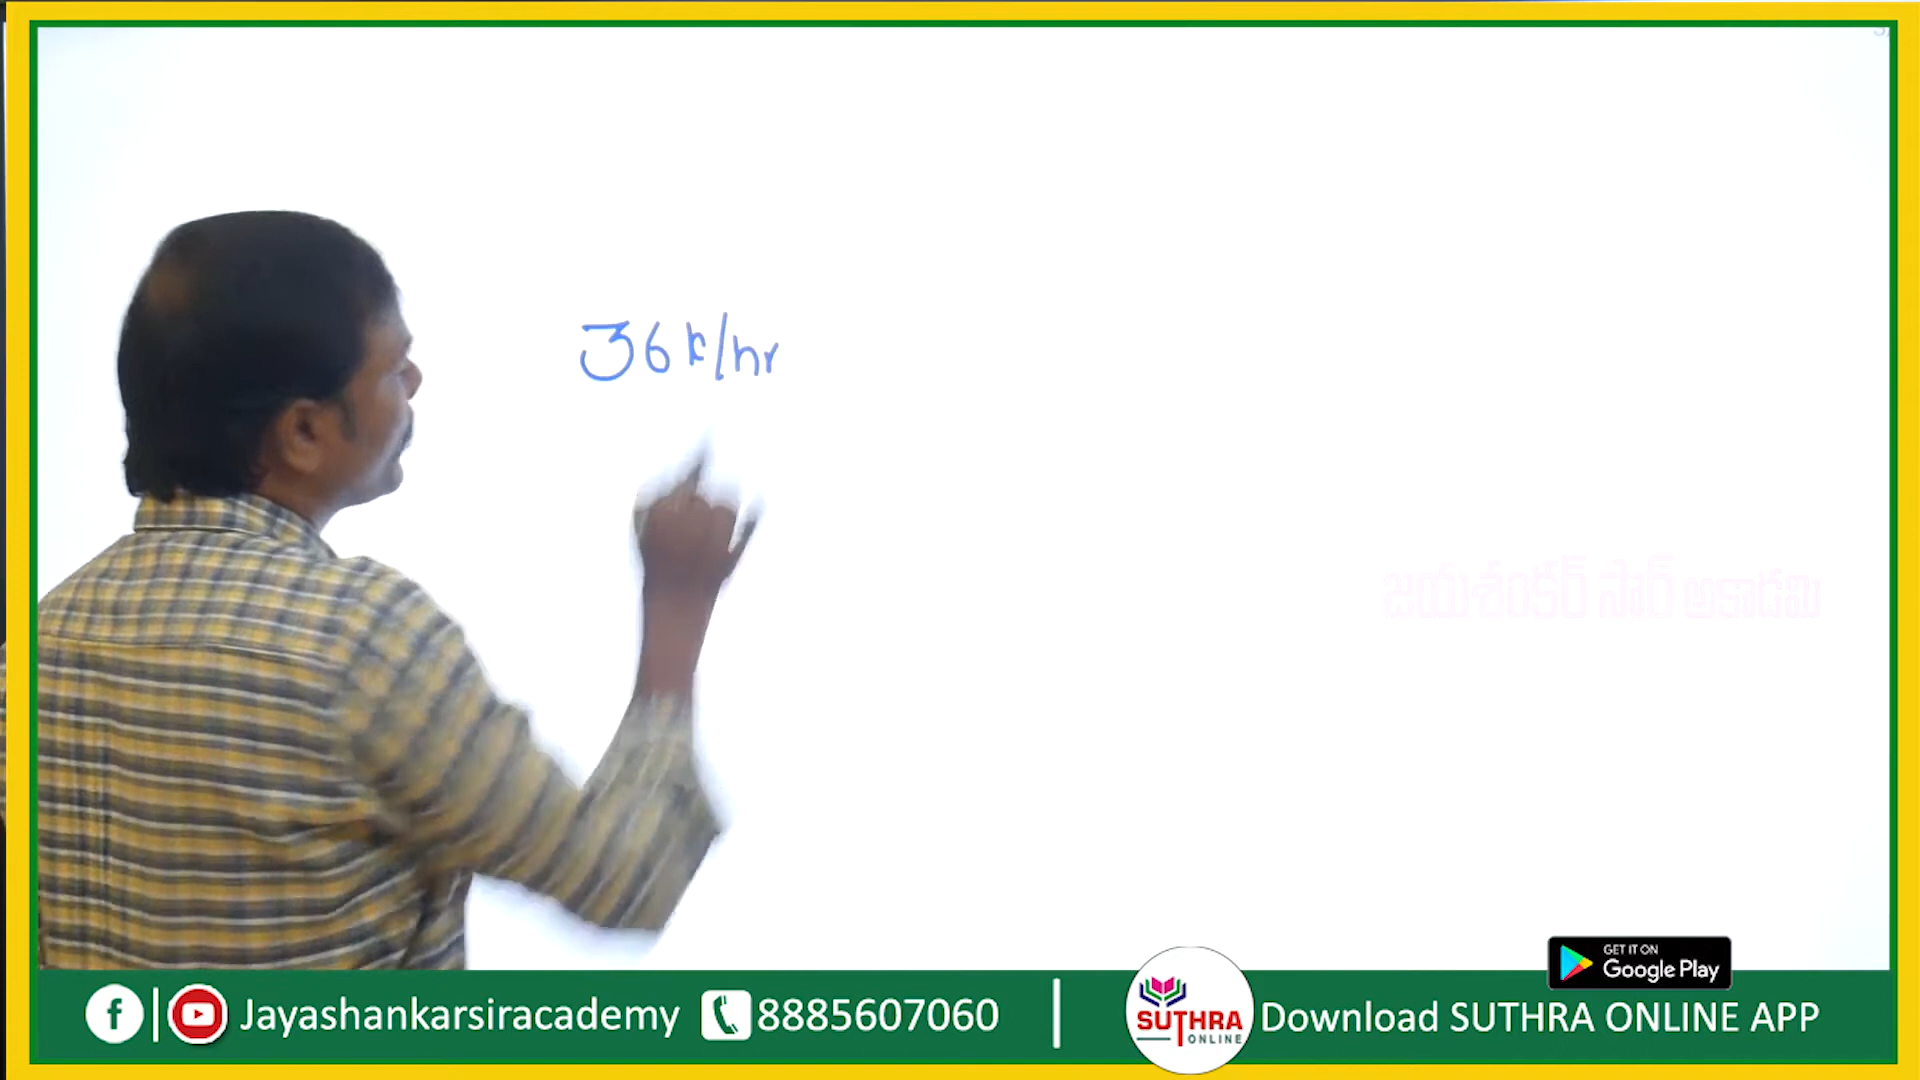 36 k/hr
జయశంకర్ సార్ అకాడమి
GET IT ON
Google Play
Jayashankarsiracademy
8885607060
SUTHRA
ONLINE
Download SUTHRA ONLINE APP